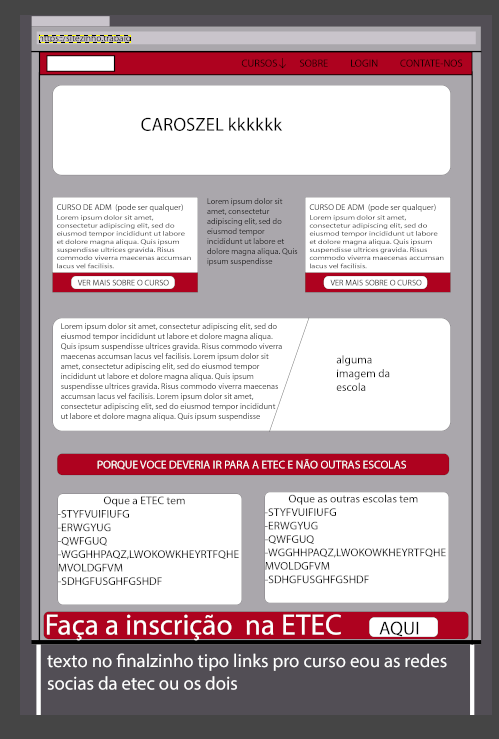 https://sitezinho.trabalho
CURSOS↓ SOBRE LOGIN CONTATE-NOS
CAROSZEL kkkkkk
CURSO DE ADM (pode ser qualquer)
Lorem ipsum dolor sit amet,
consectetur adipiscing elit, sed do
eiusmod tempor incididunt ut labore
et dolore magna aliqua. Quis ipsum
suspendisse ultrices gravida. Risus
commodo viverra maecenas accumsan
lacus vel facilisis.
VER MAIS SOBRE O CURSO
Lorem ipsum dolor sit
amet, consectetur
adipiscing elit, sed do
eiusmod tempor
incididunt ut labore et
dolore magna aliqua. Quis
ipsum suspendisse
CURSO DE ADM (pode ser qualquer)
Lorem ipsum dolor sit amet,
consectetur adipiscing elit, sed do
eiusmod tempor incididunt ut labore
et dolore magna aliqua. Quis ipsum
suspendisse ultrices gravida. Risus
commodo viverra maecenas accumsan
lacus vel facilisis.
VER MAIS SOBRE O CURSO
Lorem ipsum dolor sit amet, consectetur adipiscing elit, sed do
eiusmod tempor incididunt ut labore et dolore magna aliqua.
Quis ipsum suspendisse ultrices gravida. Risus commodo viverra
maecenas accumsan lacus vel facilisis. Lorem ipsum dolor sit
amet, consectetur adipiscing elit, sed do eiusmod tempor
incididunt ut labore et dolore magna aliqua. Quis ipsum
suspendisse ultrices gravida. Risus commodo viverra maecenas
accumsan lacus vel facilisis. Lorem ipsum dolor sit amet,
consectetur adipiscing elit, sed do eiusmod tempor incididunt
ut labore et dolore magna aliqua. Quis ipsum suspendisse
alguma
imagem da
escola
PORQUE VOCE DEVERIA IR PARA A ETEC E NÃO OUTRAS ESCOLAS
Oque a ETEC tem
-STYFVUIFIUFG
-ERWGYUG
-QWFGUQ
-WGGHHPAQZ,LWOKOWKHEYRTFQHE
MVOLDGFVM
-SDHGFUSGHFGSHDF
Oque as outras escolas tem
-STYFVUIFIUFG
-ERWGYUG
-QWFGUQ
-WGGHHPAQZ,LWOKOWKHEYRTFQHE
MVOLDGFVM
-SDHGFUSGHFGSHDF
Faça a inscrição na ETEC AQUI
texto no finalzinho tipo links pro curso eou as redes
socias da etec ou os dois